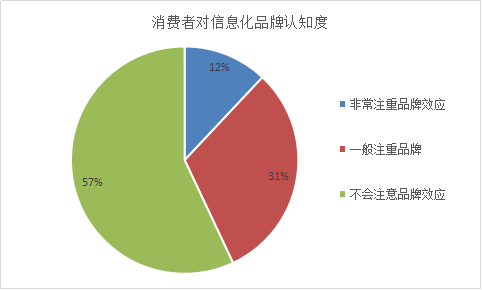 消费者对信息化品牌认知度
12%
31%
57%
非常注重品牌效应
一般注重品牌
不会注意品牌效应